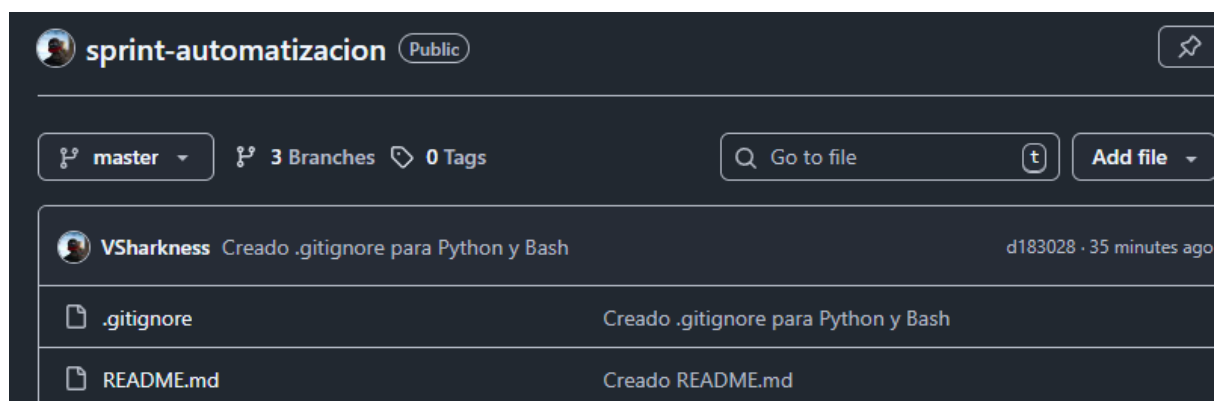 sprint-automatizacion Public
master 3 Branches 0 Tags Go to file t Add file
VSharkness Creado .gitignore para Python y Bash d183028 · 35 minutes ago
.gitignore Creado .gitignore para Python y Bash
README.md Creado README.md